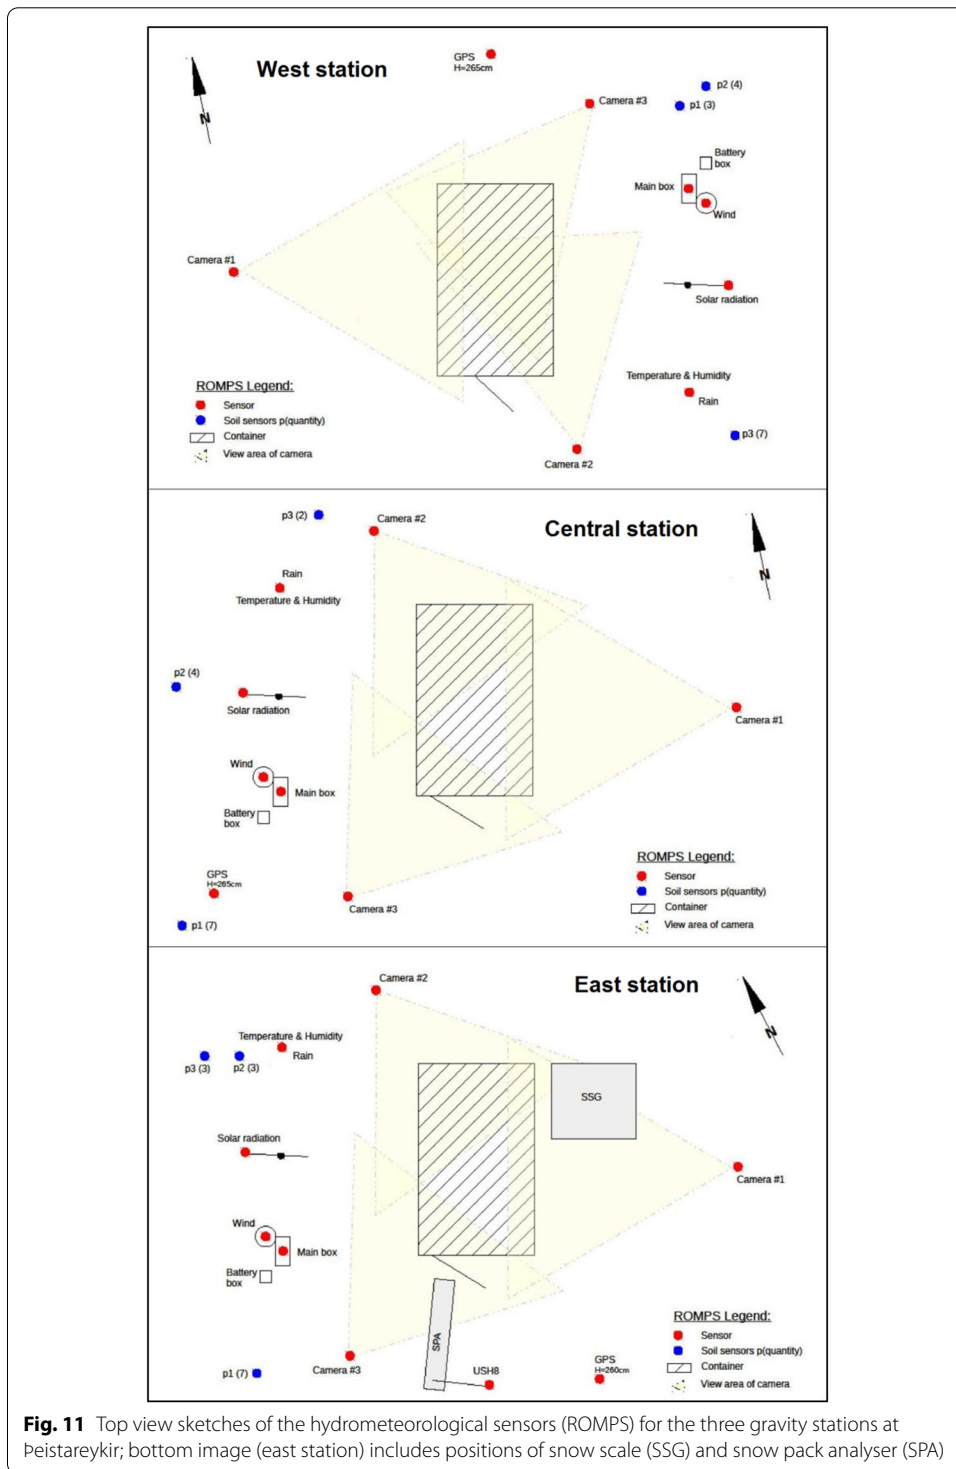 West station
N
GPS
H=265cm
Camera #3
p2 (4)
p1 (3)
Battery
box
Main box
Wind
Camera #1
Solar radiation
Temperature & Humidity
Rain
p3 (7)
Camera #2
ROMPS Legend:
Sensor
Soil sensors p(quantity)
Container
View area of camera
p3 (2)
Camera #2
Central station
N
Rain
Temperature & Humidity
p2 (4)
Solar radiation
Camera #1
Wind
Main box
Battery
box
GPS
H=265cm
Camera #3
p1 (7)
ROMPS Legend:
Sensor
Soil sensors p(quantity)
Container
View area of camera
Camera #2
East station
N
Temperature & Humidity
Rain
p3 (3)
p2 (3)
SSG
Solar radiation
Camera #1
Wind
Main box
Battery
box
SPA
Camera #3
p1 (7)
USH8
GPS
H=260cm
ROMPS Legend:
Sensor
Soil sensors p(quantity)
Container
View area of camera
Fig. 11 Top view sketches of the hydrometeorological sensors (ROMPS) for the three gravity stations at
Þeistareykir; bottom image (east station) includes positions of snow scale (SSG) and snow pack analyser (SPA)